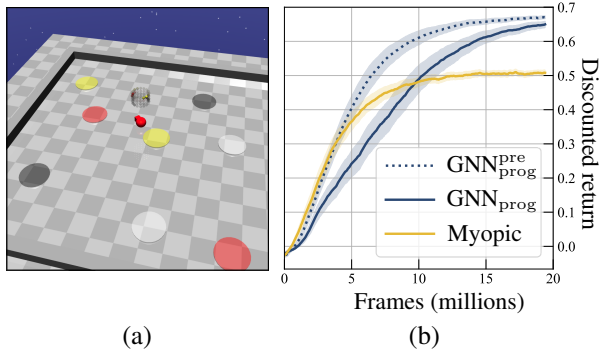 0.7
0.6
0.5
0.4
0.3
0.2
0.1
0.0
Discounted return
GNN^pre_prog
GNN_prog
Myopic
0 5 10 15 20
Frames (millions)
(a) (b)